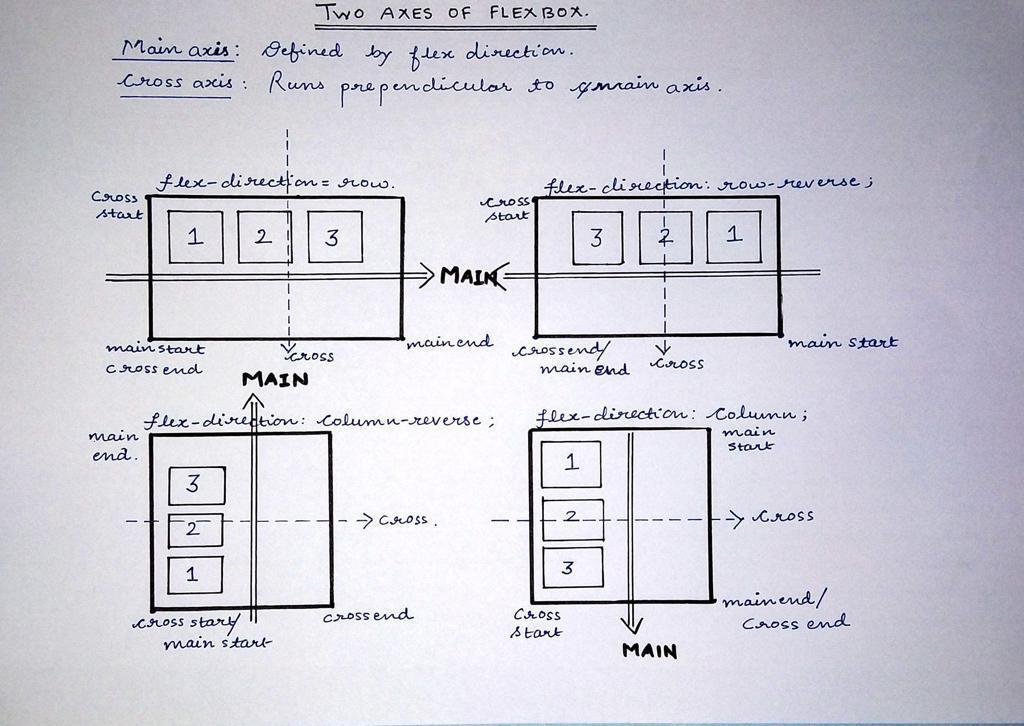 TWO AXES OF FLEXBOX.
Main axis: Defined by flex direction.
Cross axis: Runs prependicular to main axis.
flex-direction = row.
Cross
start
1 2 3
MAIN
main start
cross end
cross
main end
flex-direction: row-reverse;
cross
start
3 2 1
cross end/
main end
cross
main start
MAIN
flex-direction: column-reverse;
main
end.
3
2
1
cross.
cross start/
main start
cross end
flex-direction: column;
main
start
1
2
3
cross
Cross
start
main end/
Cross end
MAIN